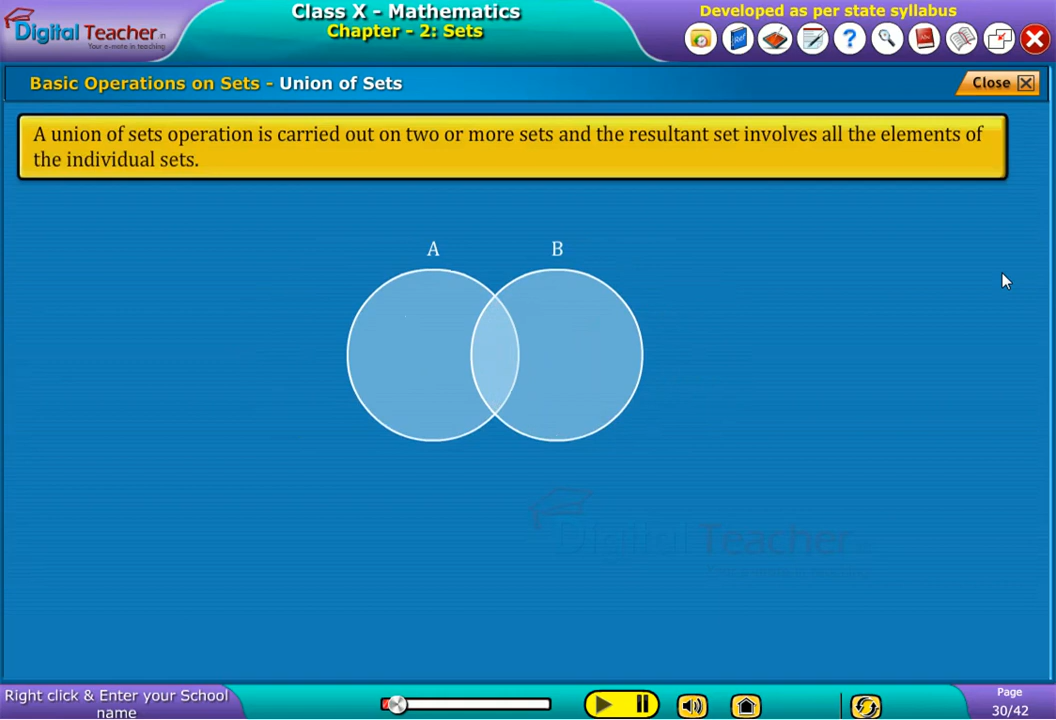 Digital Teacher.in
Your e-mate in teaching
Class X - Mathematics
Chapter - 2: Sets
Developed as per state syllabus
Basic Operations on Sets - Union of Sets
Close
A union of sets operation is carried out on two or more sets and the resultant set involves all the elements of
the individual sets.
A B
Digital Teacher.in
Right click & Enter your School
name
Page
30/42